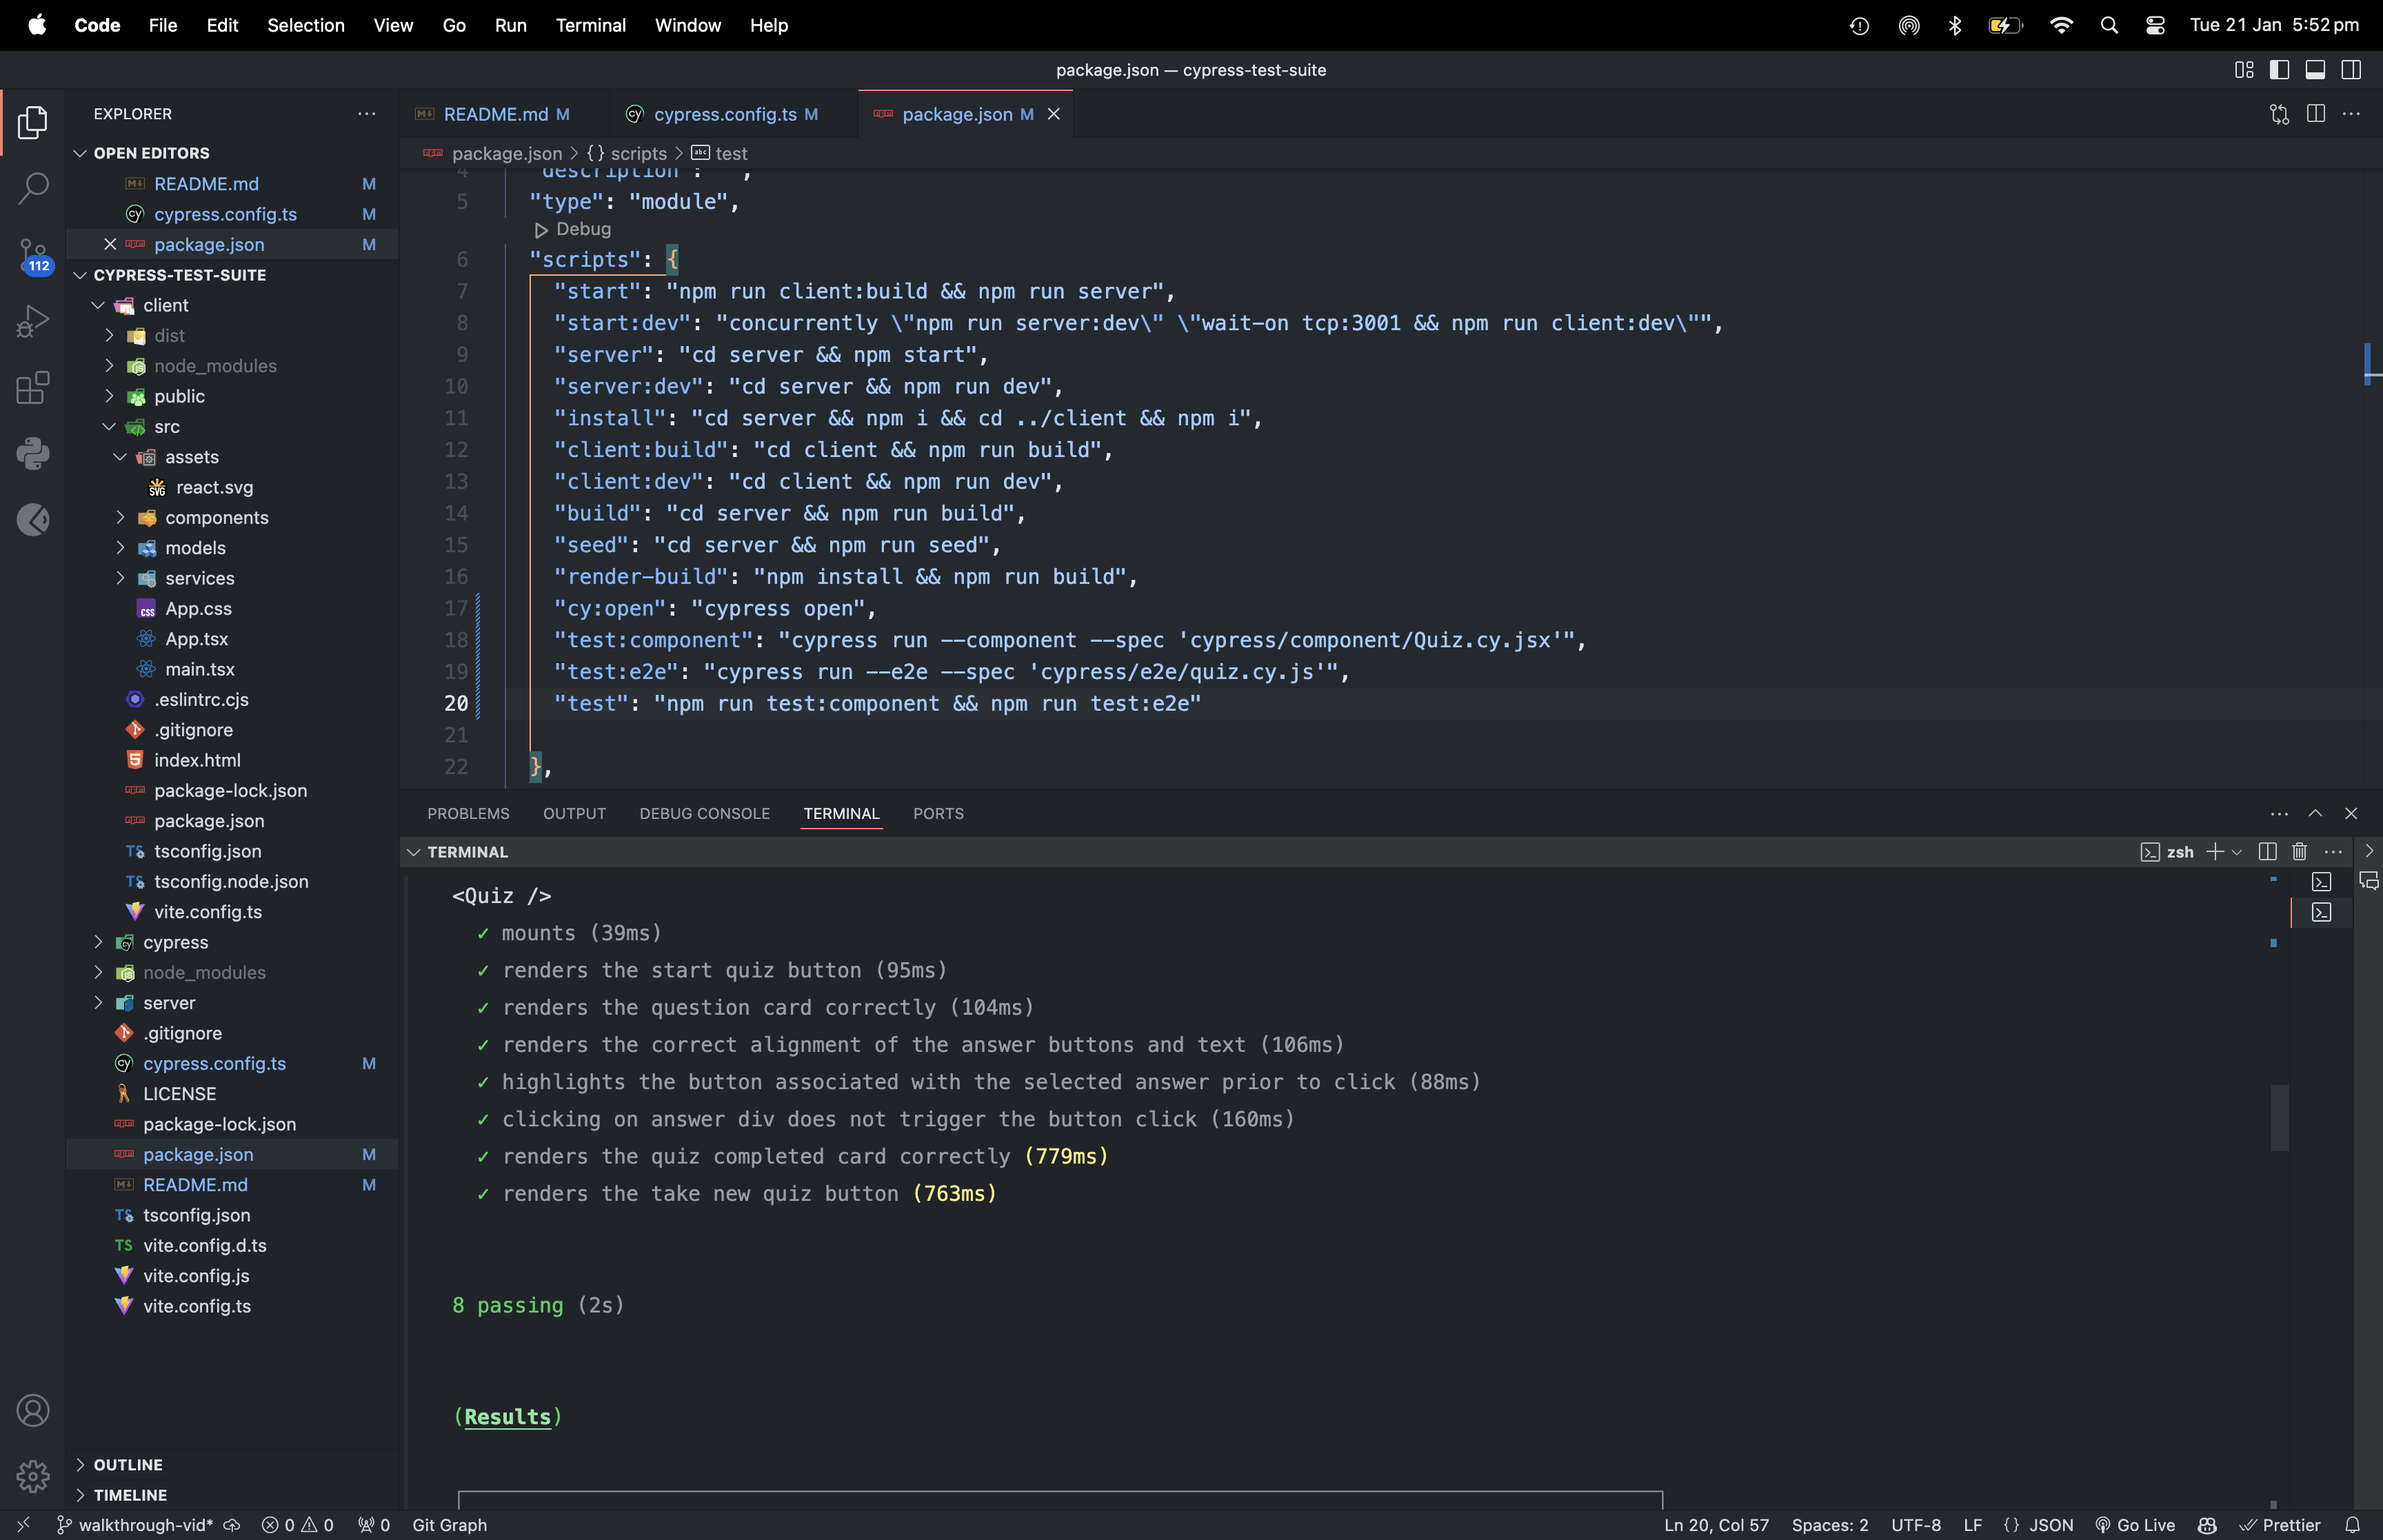 Code File Edit Selection View Go Run Terminal Window Help Tue 21 Jan 5:52 pm
package.json — cypress-test-suite
EXPLORER
OPEN EDITORS
README.md M
cypress.config.ts M
package.json M
CYPRESS-TEST-SUITE
client
dist
node_modules
public
src
assets
react.svg
components
models
services
App.css
App.tsx
main.tsx
.eslintrc.cjs
.gitignore
index.html
package-lock.json
package.json
tsconfig.json
tsconfig.node.json
vite.config.ts
cypress
node_modules
server
.gitignore
cypress.config.ts M
LICENSE
package-lock.json
package.json M
README.md M
tsconfig.json
vite.config.d.ts
vite.config.js
vite.config.ts
OUTLINE
TIMELINE
112
README.md M cypress.config.ts M package.json M
package.json > {} scripts > abc test
4 "description": "",
5 "type": "module",
Debug
6 "scripts": {
7 "start": "npm run client:build && npm run server",
8 "start:dev": "concurrently \"npm run server:dev\" \"wait-on tcp:3001 && npm run client:dev\"",
9 "server": "cd server && npm start",
10 "server:dev": "cd server && npm run dev",
11 "install": "cd server && npm i && cd ../client && npm i",
12 "client:build": "cd client && npm run build",
13 "client:dev": "cd client && npm run dev",
14 "build": "cd server && npm run build",
15 "seed": "cd server && npm run seed",
16 "render-build": "npm install && npm run build",
17 "cy:open": "cypress open",
18 "test:component": "cypress run --component --spec 'cypress/component/Quiz.cy.jsx'",
19 "test:e2e": "cypress run --e2e --spec 'cypress/e2e/quiz.cy.js'",
20 "test": "npm run test:component && npm run test:e2e"
21
22 },
PROBLEMS OUTPUT DEBUG CONSOLE TERMINAL PORTS
TERMINAL zsh
<Quiz />
✓ mounts (39ms)
✓ renders the start quiz button (95ms)
✓ renders the question card correctly (104ms)
✓ renders the correct alignment of the answer buttons and text (106ms)
✓ highlights the button associated with the selected answer prior to click (88ms)
✓ clicking on answer div does not trigger the button click (160ms)
✓ renders the quiz completed card correctly (779ms)
✓ renders the take new quiz button (763ms)
8 passing (2s)
(Results)
walkthrough-vid* 0 0 0 Git Graph Ln 20, Col 57 Spaces: 2 UTF-8 LF {} JSON Go Live Prettier